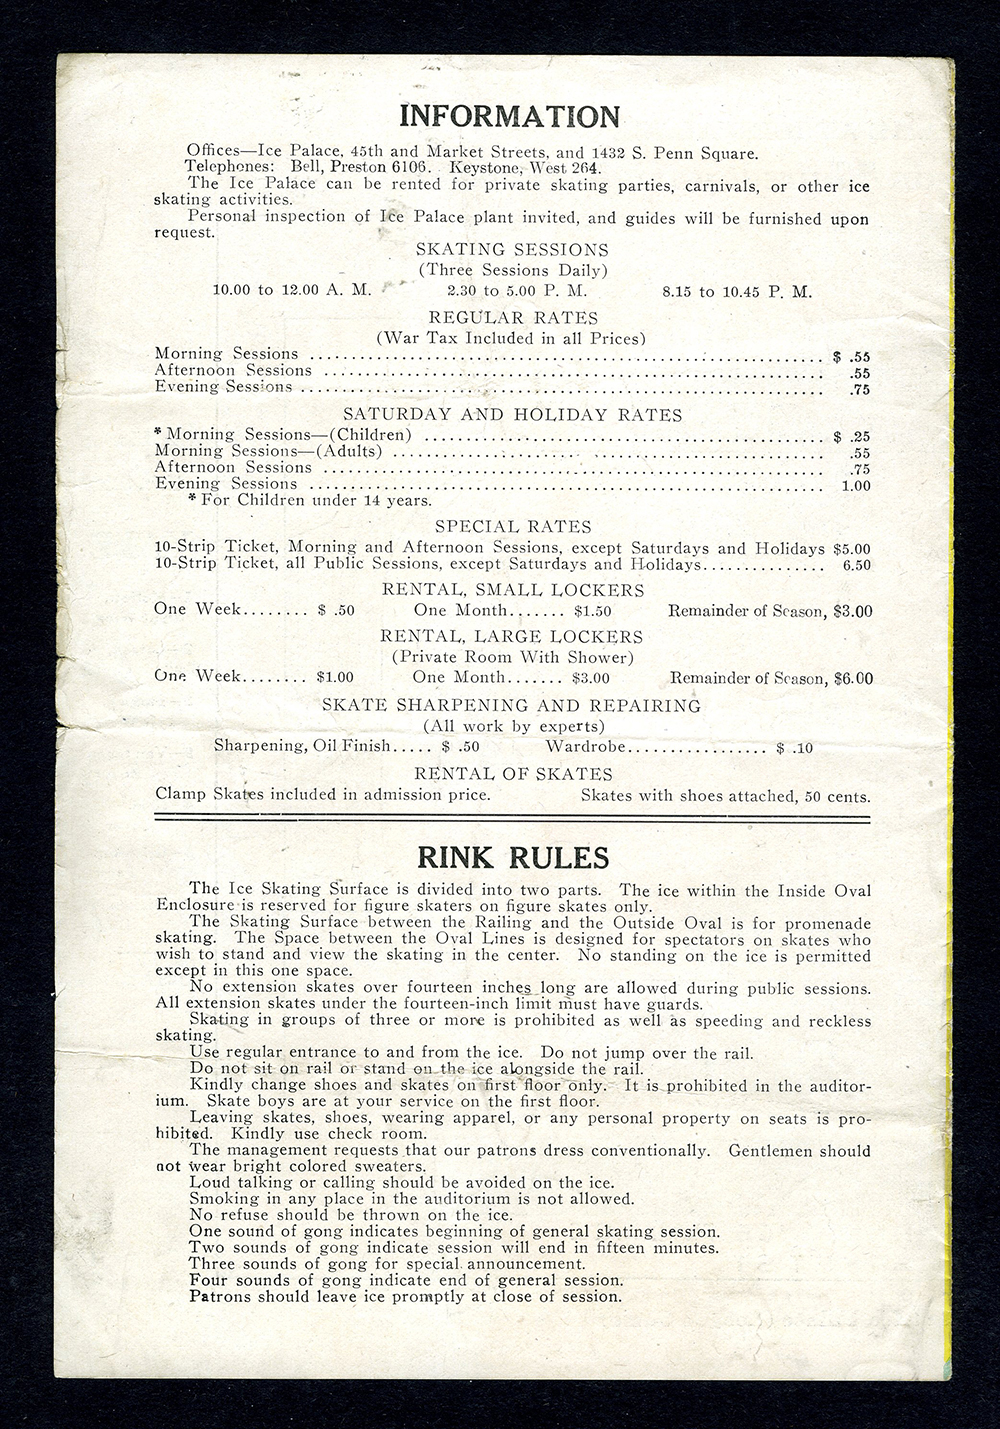 INFORMATION
Offices—Ice Palace, 45th and Market Streets, and 1432 S. Penn Square.
Telephones: Bell, Preston 6106. Keystone, West 264.
The Ice Palace can be rented for private skating parties, carnivals, or other ice
skating activities.
Personal inspection of Ice Palace plant invited, and guides will be furnished upon
request.
SKATING SESSIONS
(Three Sessions Daily)
10.00 to 12.00 A. M. 2.30 to 5.00 P. M. 8.15 to 10.45 P. M.
REGULAR RATES
(War Tax Included in all Prices)
Morning Sessions ........ $ .55
Afternoon Sessions ........ .55
Evening Sessions ........ .75
SATURDAY AND HOLIDAY RATES
* Morning Sessions—(Children) ........ $ .25
Morning Sessions—(Adults) ........ .55
Afternoon Sessions ........ .75
Evening Sessions ........ 1.00
* For Children under 14 years.
SPECIAL RATES
10-Strip Ticket, Morning and Afternoon Sessions, except Saturdays and Holidays $5.00
10-Strip Ticket, all Public Sessions, except Saturdays and Holidays............... 6.50
RENTAL, SMALL LOCKERS
One Week........ $ .50 One Month....... $1.50 Remainder of Season, $3.00
RENTAL, LARGE LOCKERS
(Private Room With Shower)
One Week........ $1.00 One Month....... $3.00 Remainder of Season, $6.00
SKATE SHARPENING AND REPAIRING
(All work by experts)
Sharpening, Oil Finish..... $ .50 Wardrobe................. $ .10
RENTAL OF SKATES
Clamp Skates included in admission price. Skates with shoes attached, 50 cents.
RINK RULES
The Ice Skating Surface is divided into two parts. The ice within the Inside Oval
Enclosure is reserved for figure skaters on figure skates only.
The Skating Surface between the Railing and the Outside Oval is for promenade
skating. The Space between the Oval Lines is designed for spectators on skates who
wish to stand and view the skating in the center. No standing on the ice is permitted
except in this one space.
No extension skates over fourteen inches long are allowed during public sessions.
All extension skates under the fourteen-inch limit must have guards.
Skating in groups of three or more is prohibited as well as speeding and reckless
skating.
Use regular entrance to and from the ice. Do not jump over the rail.
Do not sit on rail or stand on the ice alongside the rail.
Kindly change shoes and skates on first floor only. It is prohibited in the auditor-
ium. Skate boys are at your service on the first floor.
Leaving skates, shoes, wearing apparel, or any personal property on seats is pro-
hibited. Kindly use check room.
The management requests that our patrons dress conventionally. Gentlemen should
not wear bright colored sweaters.
Loud talking or calling should be avoided on the ice.
Smoking in any place in the auditorium is not allowed.
No refuse should be thrown on the ice.
One sound of gong indicates beginning of general skating session.
Two sounds of gong indicate session will end in fifteen minutes.
Three sounds of gong for special announcement.
Four sounds of gong indicate end of general session.
Patrons should leave ice promptly at close of session.